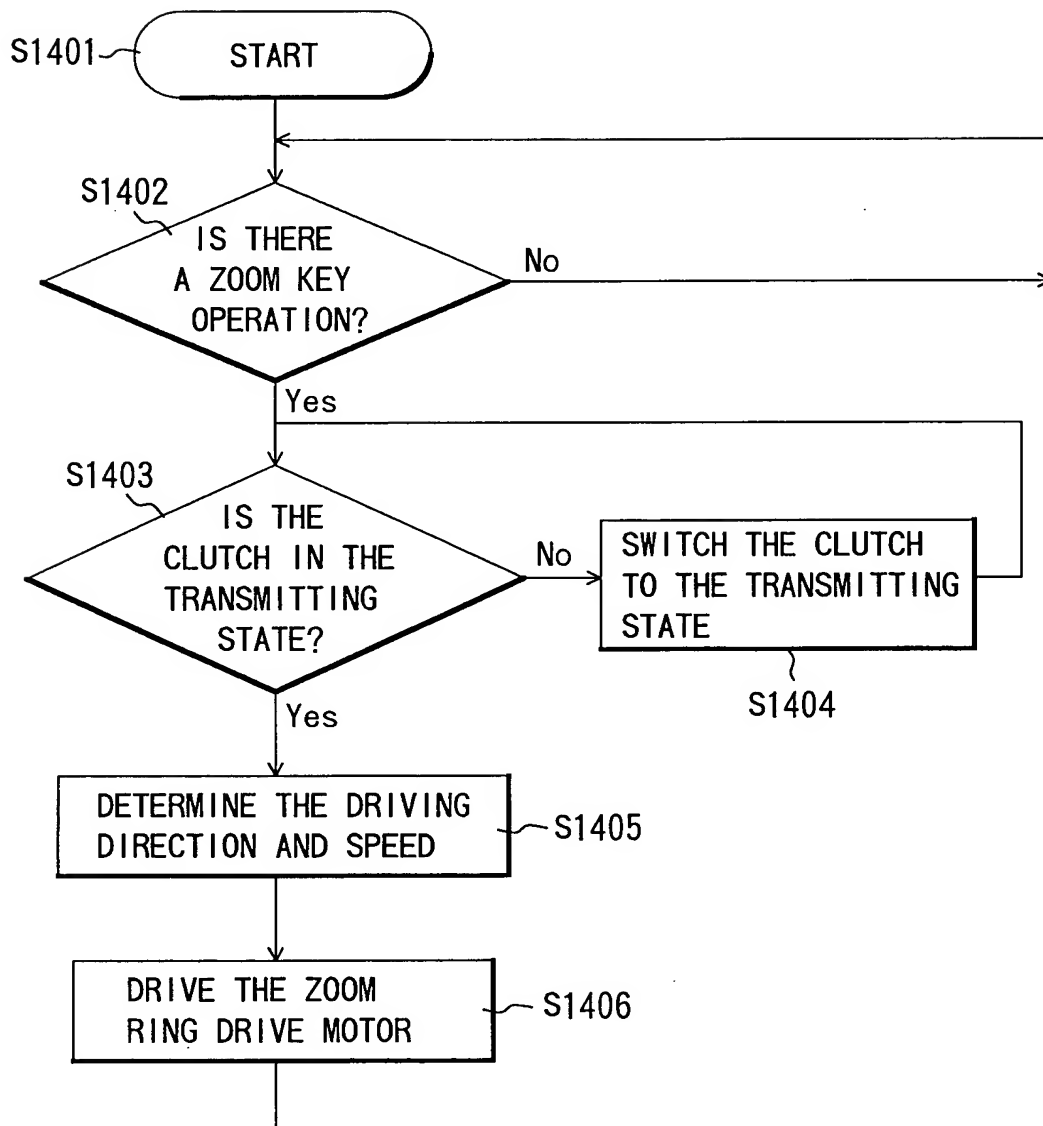 S1401
START
S1402
IS THERE
A ZOOM KEY
OPERATION?
No
Yes
S1403
IS THE
CLUTCH IN THE
TRANSMITTING
STATE?
No
SWITCH THE CLUTCH
TO THE TRANSMITTING
STATE
S1404
Yes
DETERMINE THE DRIVING
DIRECTION AND SPEED
S1405
DRIVE THE ZOOM
RING DRIVE MOTOR
S1406